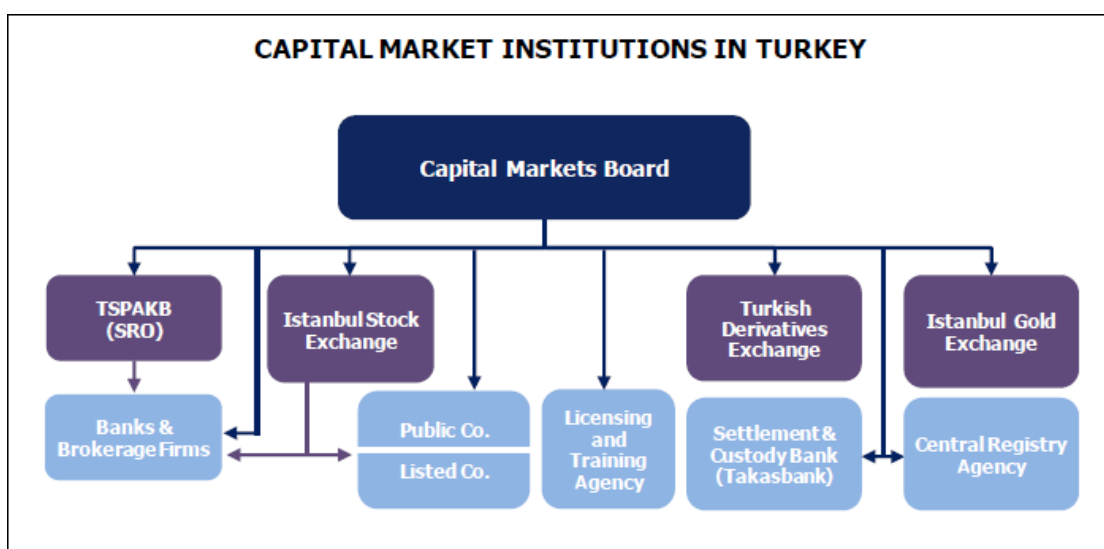 CAPITAL MARKET INSTITUTIONS IN TURKEY
Capital Markets Board
TSPAKB
(SRO)
Istanbul Stock
Exchange
Turkish
Derivatives
Exchange
Istanbul Gold
Exchange
Banks &
Brokerage Firms
Public Co.
Listed Co.
Licensing
and
Training
Agency
Settlement &
Custody Bank
(Takasbank)
Central Registry
Agency